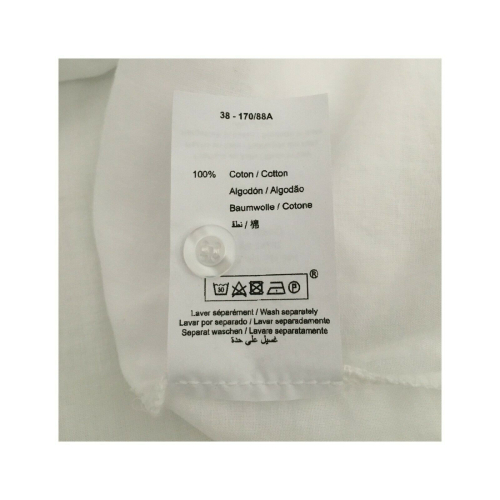 38 - 170/88A
100% Coton / Cotton
Algodón / Algodão
Baumwolle / Cotone
/ 棉
30
P
®
Laver séparément / Wash separately
Lavar por separado / Lavar separadamente
Separat waschen / Lavare separatamente
غسيل على حدة